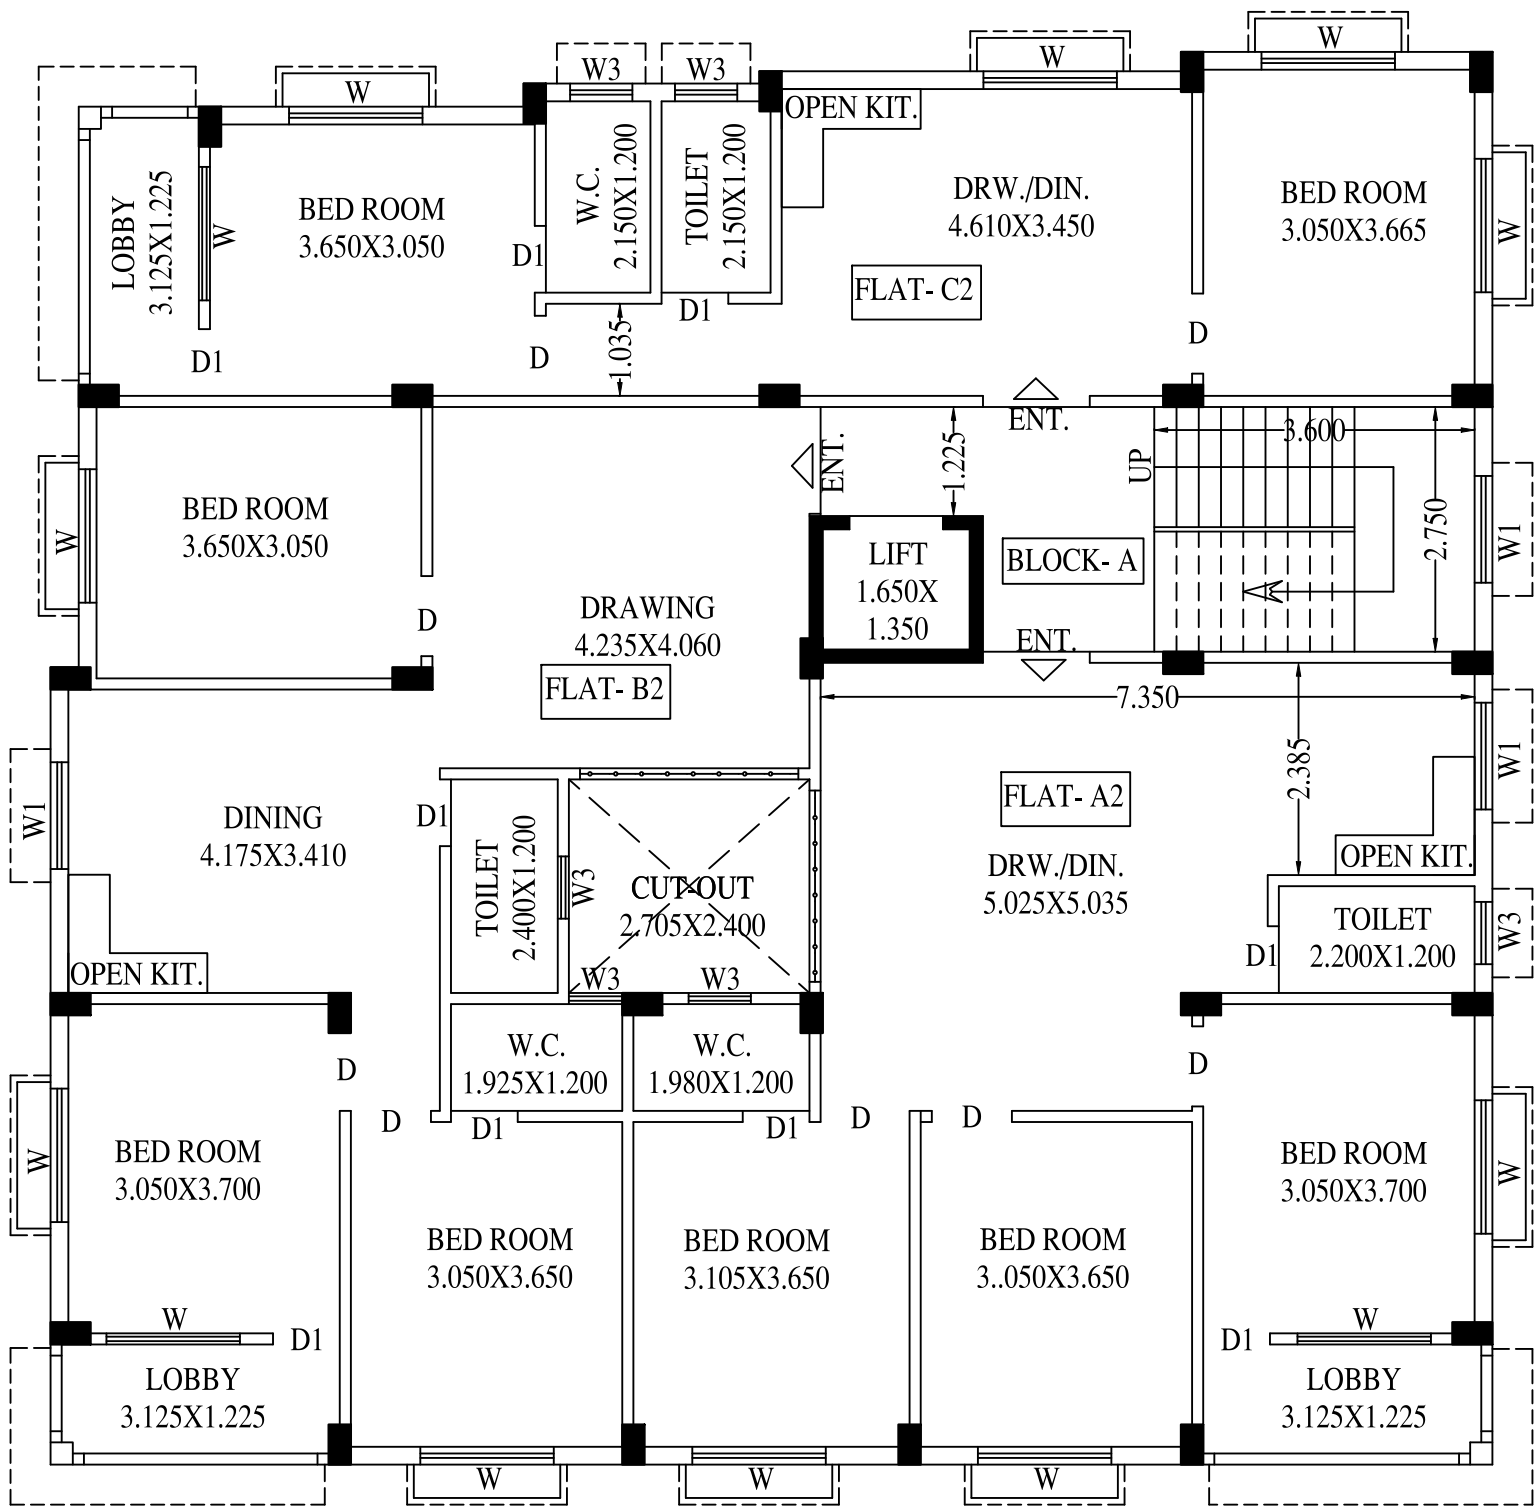 W
W3
W3
W
W
OPEN KIT.
LOBBY
3.125X1.225
W
BED ROOM
3.650X3.050
D1
W.C.
2.150X1.200
TOILET
2.150X1.200
DRW./DIN.
4.610X3.450
BED ROOM
3.050X3.665
W
FLAT- C2
D1
D1
D
1.035
D
ENT.
ENT.
1.225
UP
3.600
2.750
W1
W
BED ROOM
3.650X3.050
D
DRAWING
4.235X4.060
FLAT- B2
LIFT
1.650X
1.350
BLOCK- A
ENT.
7.350
2.385
W1
W1
DINING
4.175X3.410
D1
TOILET
2.400X1.200
W3
CUT-OUT
2.705X2.400
FLAT- A2
DRW./DIN.
5.025X5.035
OPEN KIT.
TOILET
2.200X1.200
W3
D1
OPEN KIT.
W3
W3
D
W.C.
1.925X1.200
W.C.
1.980X1.200
D
D
D1
D1
D
D
W
BED ROOM
3.050X3.700
BED ROOM
3.050X3.650
BED ROOM
3.105X3.650
BED ROOM
3..050X3.650
BED ROOM
3.050X3.700
W
W
D1
D1
W
LOBBY
3.125X1.225
LOBBY
3.125X1.225
W
W
W